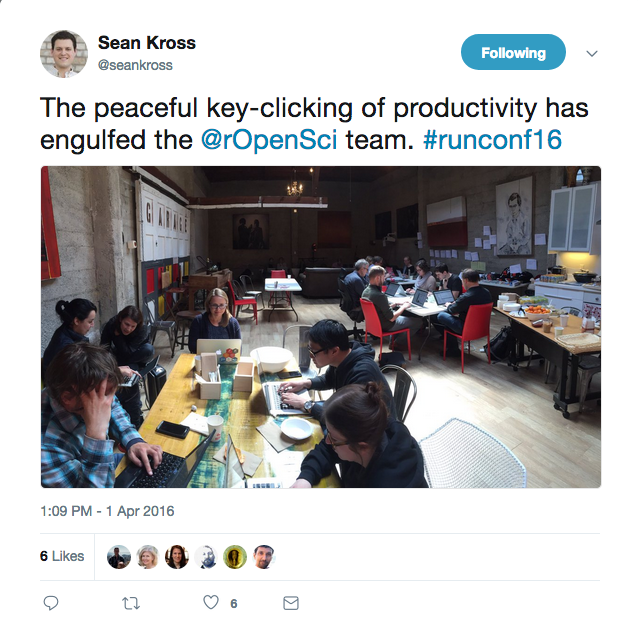 Sean Kross
@seankross
Following
The peaceful key-clicking of productivity has
engulfed the @rOpenSci team. #runconf16
1:09 PM - 1 Apr 2016
6 Likes
6